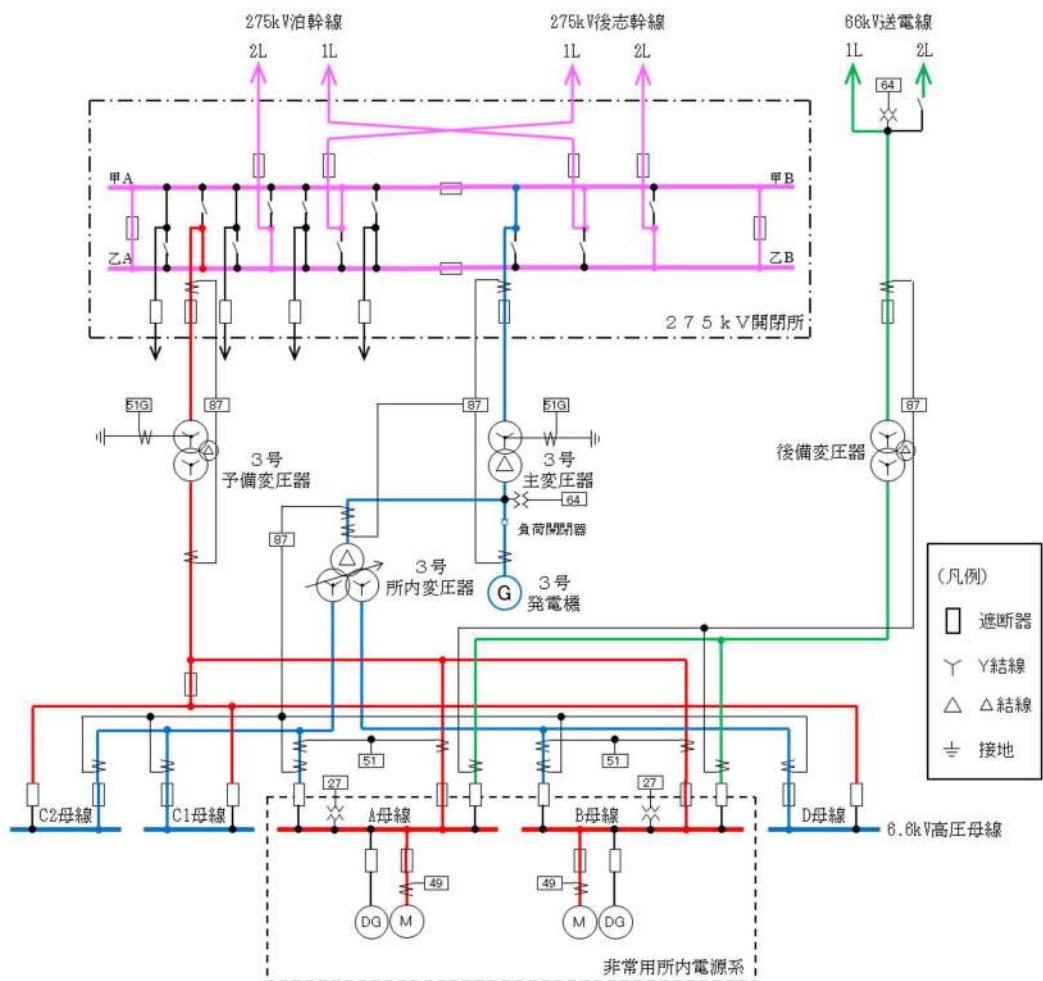 275kV泊幹線
275kV後志幹線
66kV送電線
2L
1L
1L
2L
1L
2L
64
甲A
甲B
乙A
乙B
275kV開閉所
51G
87
87
51G
87
3号
予備変圧器
3号
主変圧器
後備変圧器
64
負荷開閉器
87
3号
所内変圧器
G
3号
発電機
(凡例)
遮断器
Y結線
△結線
接地
51
51
27
27
C2母線
C1母線
A母線
B母線
D母線
6.6kV高圧母線
49
49
DG
M
M
DG
非常用所内電源系